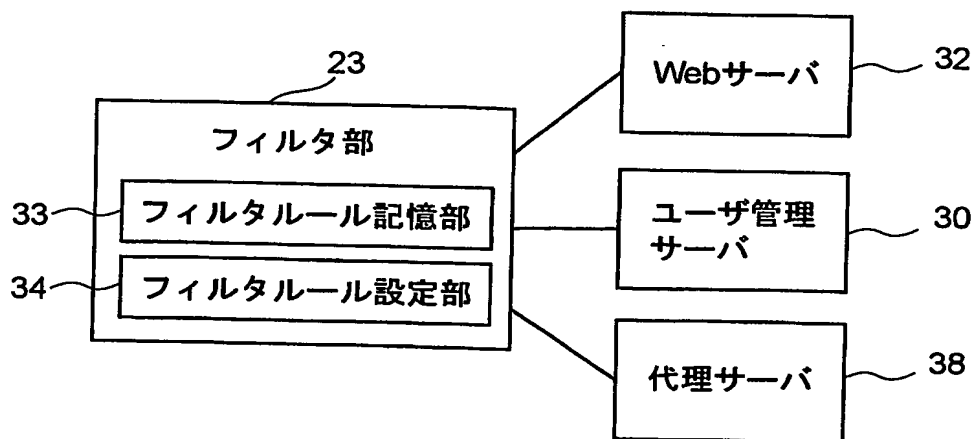 23
フィルタ部
33
フィルタルール記憶部
34
フィルタルール設定部
Webサーバ
32
ユーザ管理
サーバ
30
代理サーバ
38